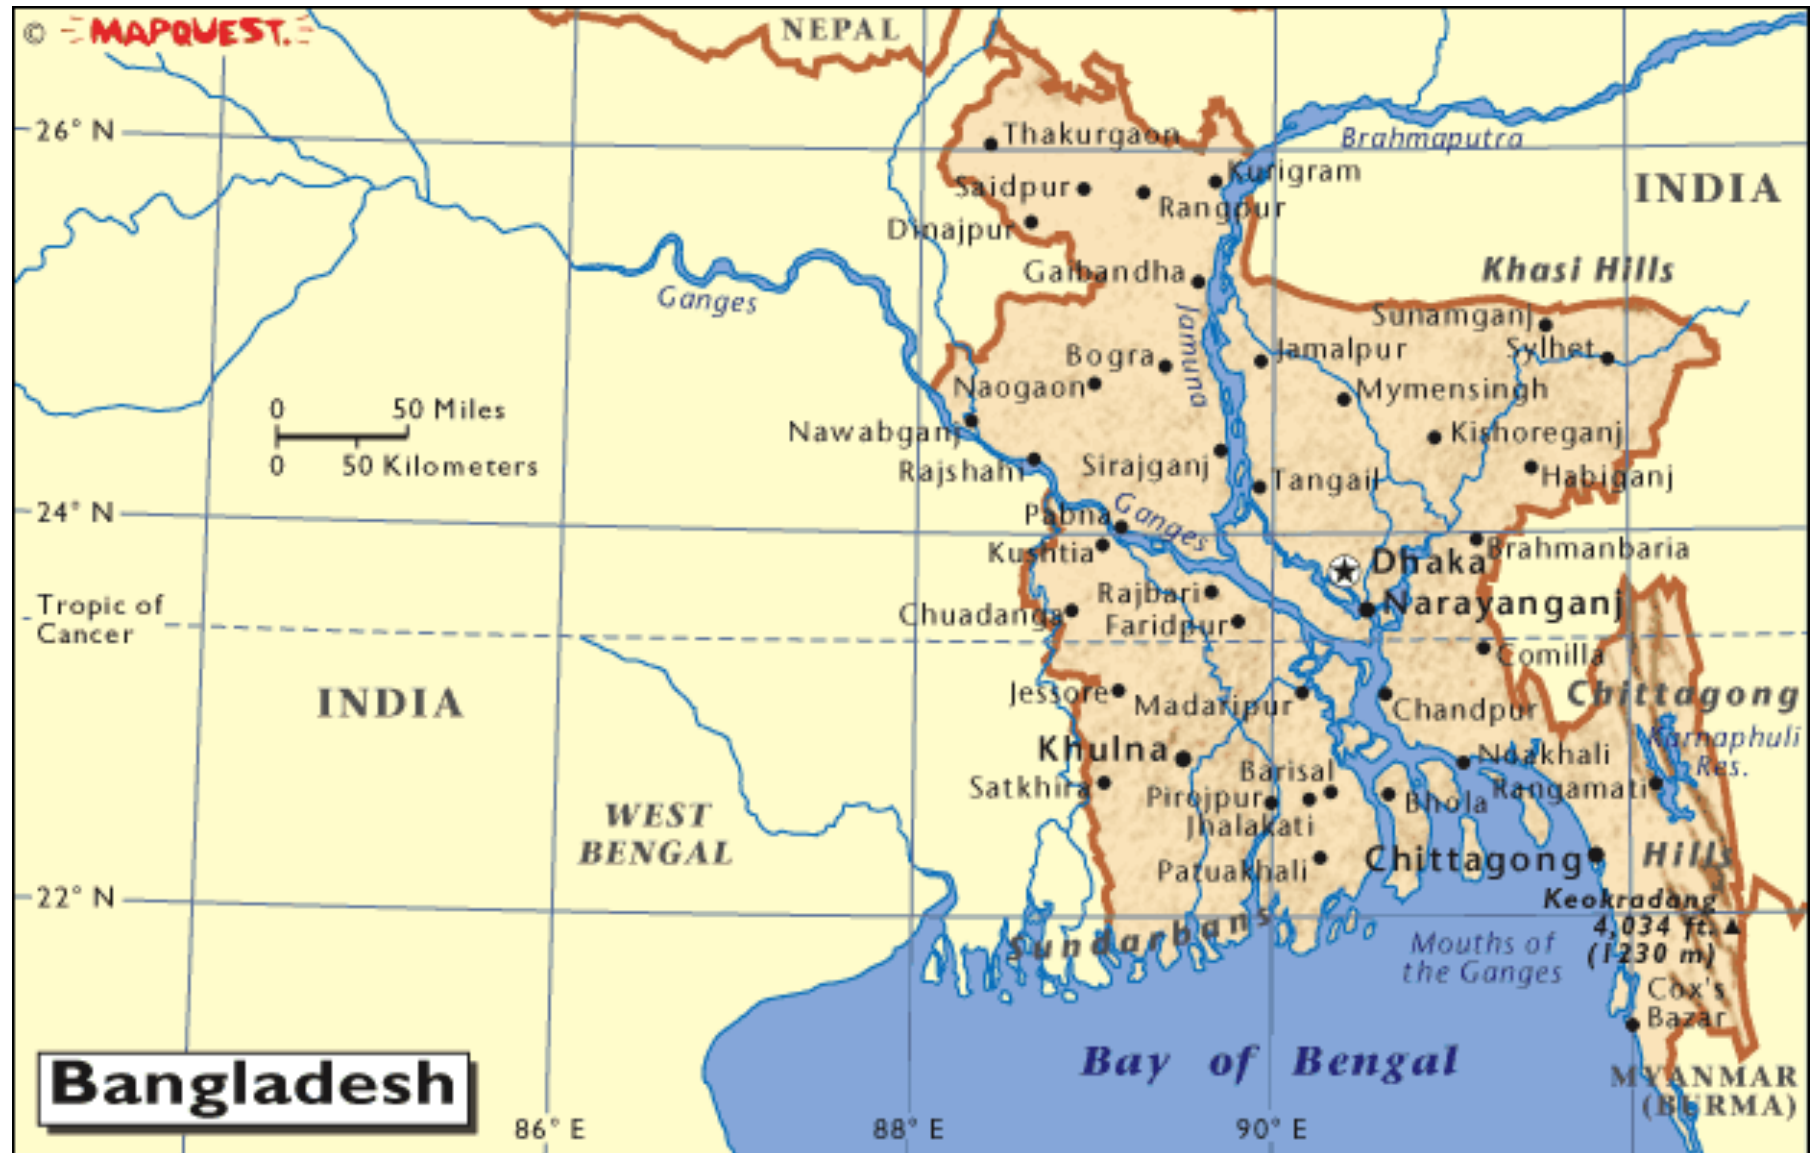 © MAPQUEST.
NEPAL
26° N
Thakurgaon
Brahmaputra
Kurigram
INDIA
Saidpur
Rangpur
Dinajpur
Khasi Hills
Gaibandha
Ganges
Jamuna
Sunamganj
Sylhet
Jamalpur
Bogra
Naogaon
Mymensingh
0 50 Miles
0 50 Kilometers
Nawabganj
Kishoreganj
Rajshahi
Sirajganj
Tangail
Habiganj
24° N
Pabna
Ganges
Kushtia
Brahmanbaria
Dhaka
Rajbari
Narayanganj
Tropic of
Cancer
Chuadanga
Faridpur
Comilla
Jessore
Madaripur
Chandpur
Chittagong
INDIA
Khulna
Noakhali
Karnaphuli
Res.
Barisal
Satkhira
Pirojpur
Bhola
Rangamati
WEST
BENGAL
Jhalakati
Patuakhali
Chittagong
Hills
22° N
Keokradang
4,034 ft.
(1230 m)
Sundarbans
Mouths of
the Ganges
Cox's
Bazar
Bay of Bengal
MYANMAR
(BURMA)
Bangladesh
86° E
88° E
90° E